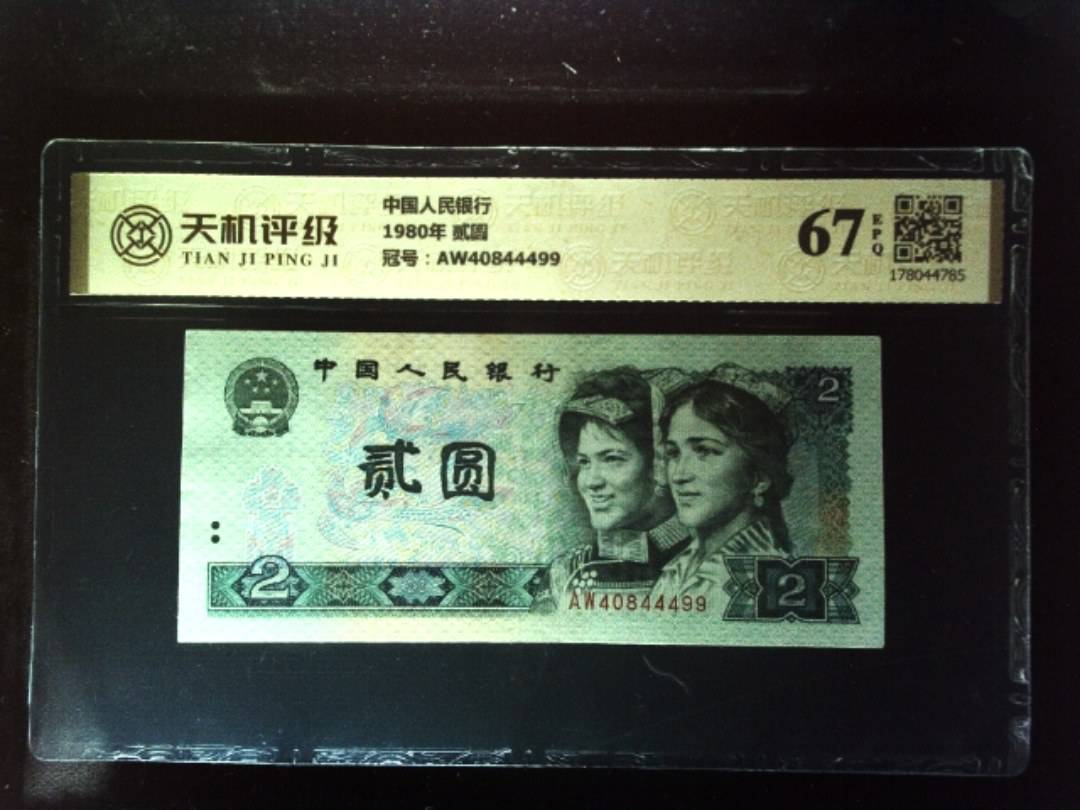 天机评级
TIAN JI PING JI
中国人民银行
1980年 贰圆
冠号：AW40844499
67
EPQ
178044785
中国人民银行
2
贰圆
2
AW40844499
2